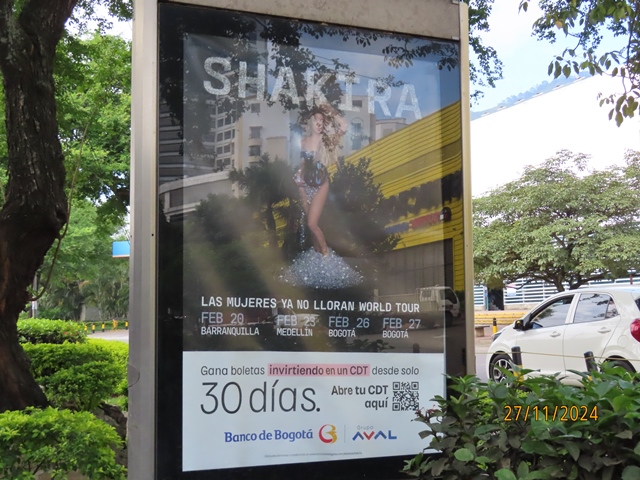 SHAKIRA
LAS MUJERES YA NO LLORAN WORLD TOUR
FEB 20 FEB 23 FEB 26 FEB 27
BARRANQUILLA MEDELLÍN BOGOTÁ BOGOTÁ
Gana boletas invirtiendo en un CDT desde solo
30 días.
Abre tu CDT
aquí
Banco de Bogotá Grupo
AVAL
27/11/2024